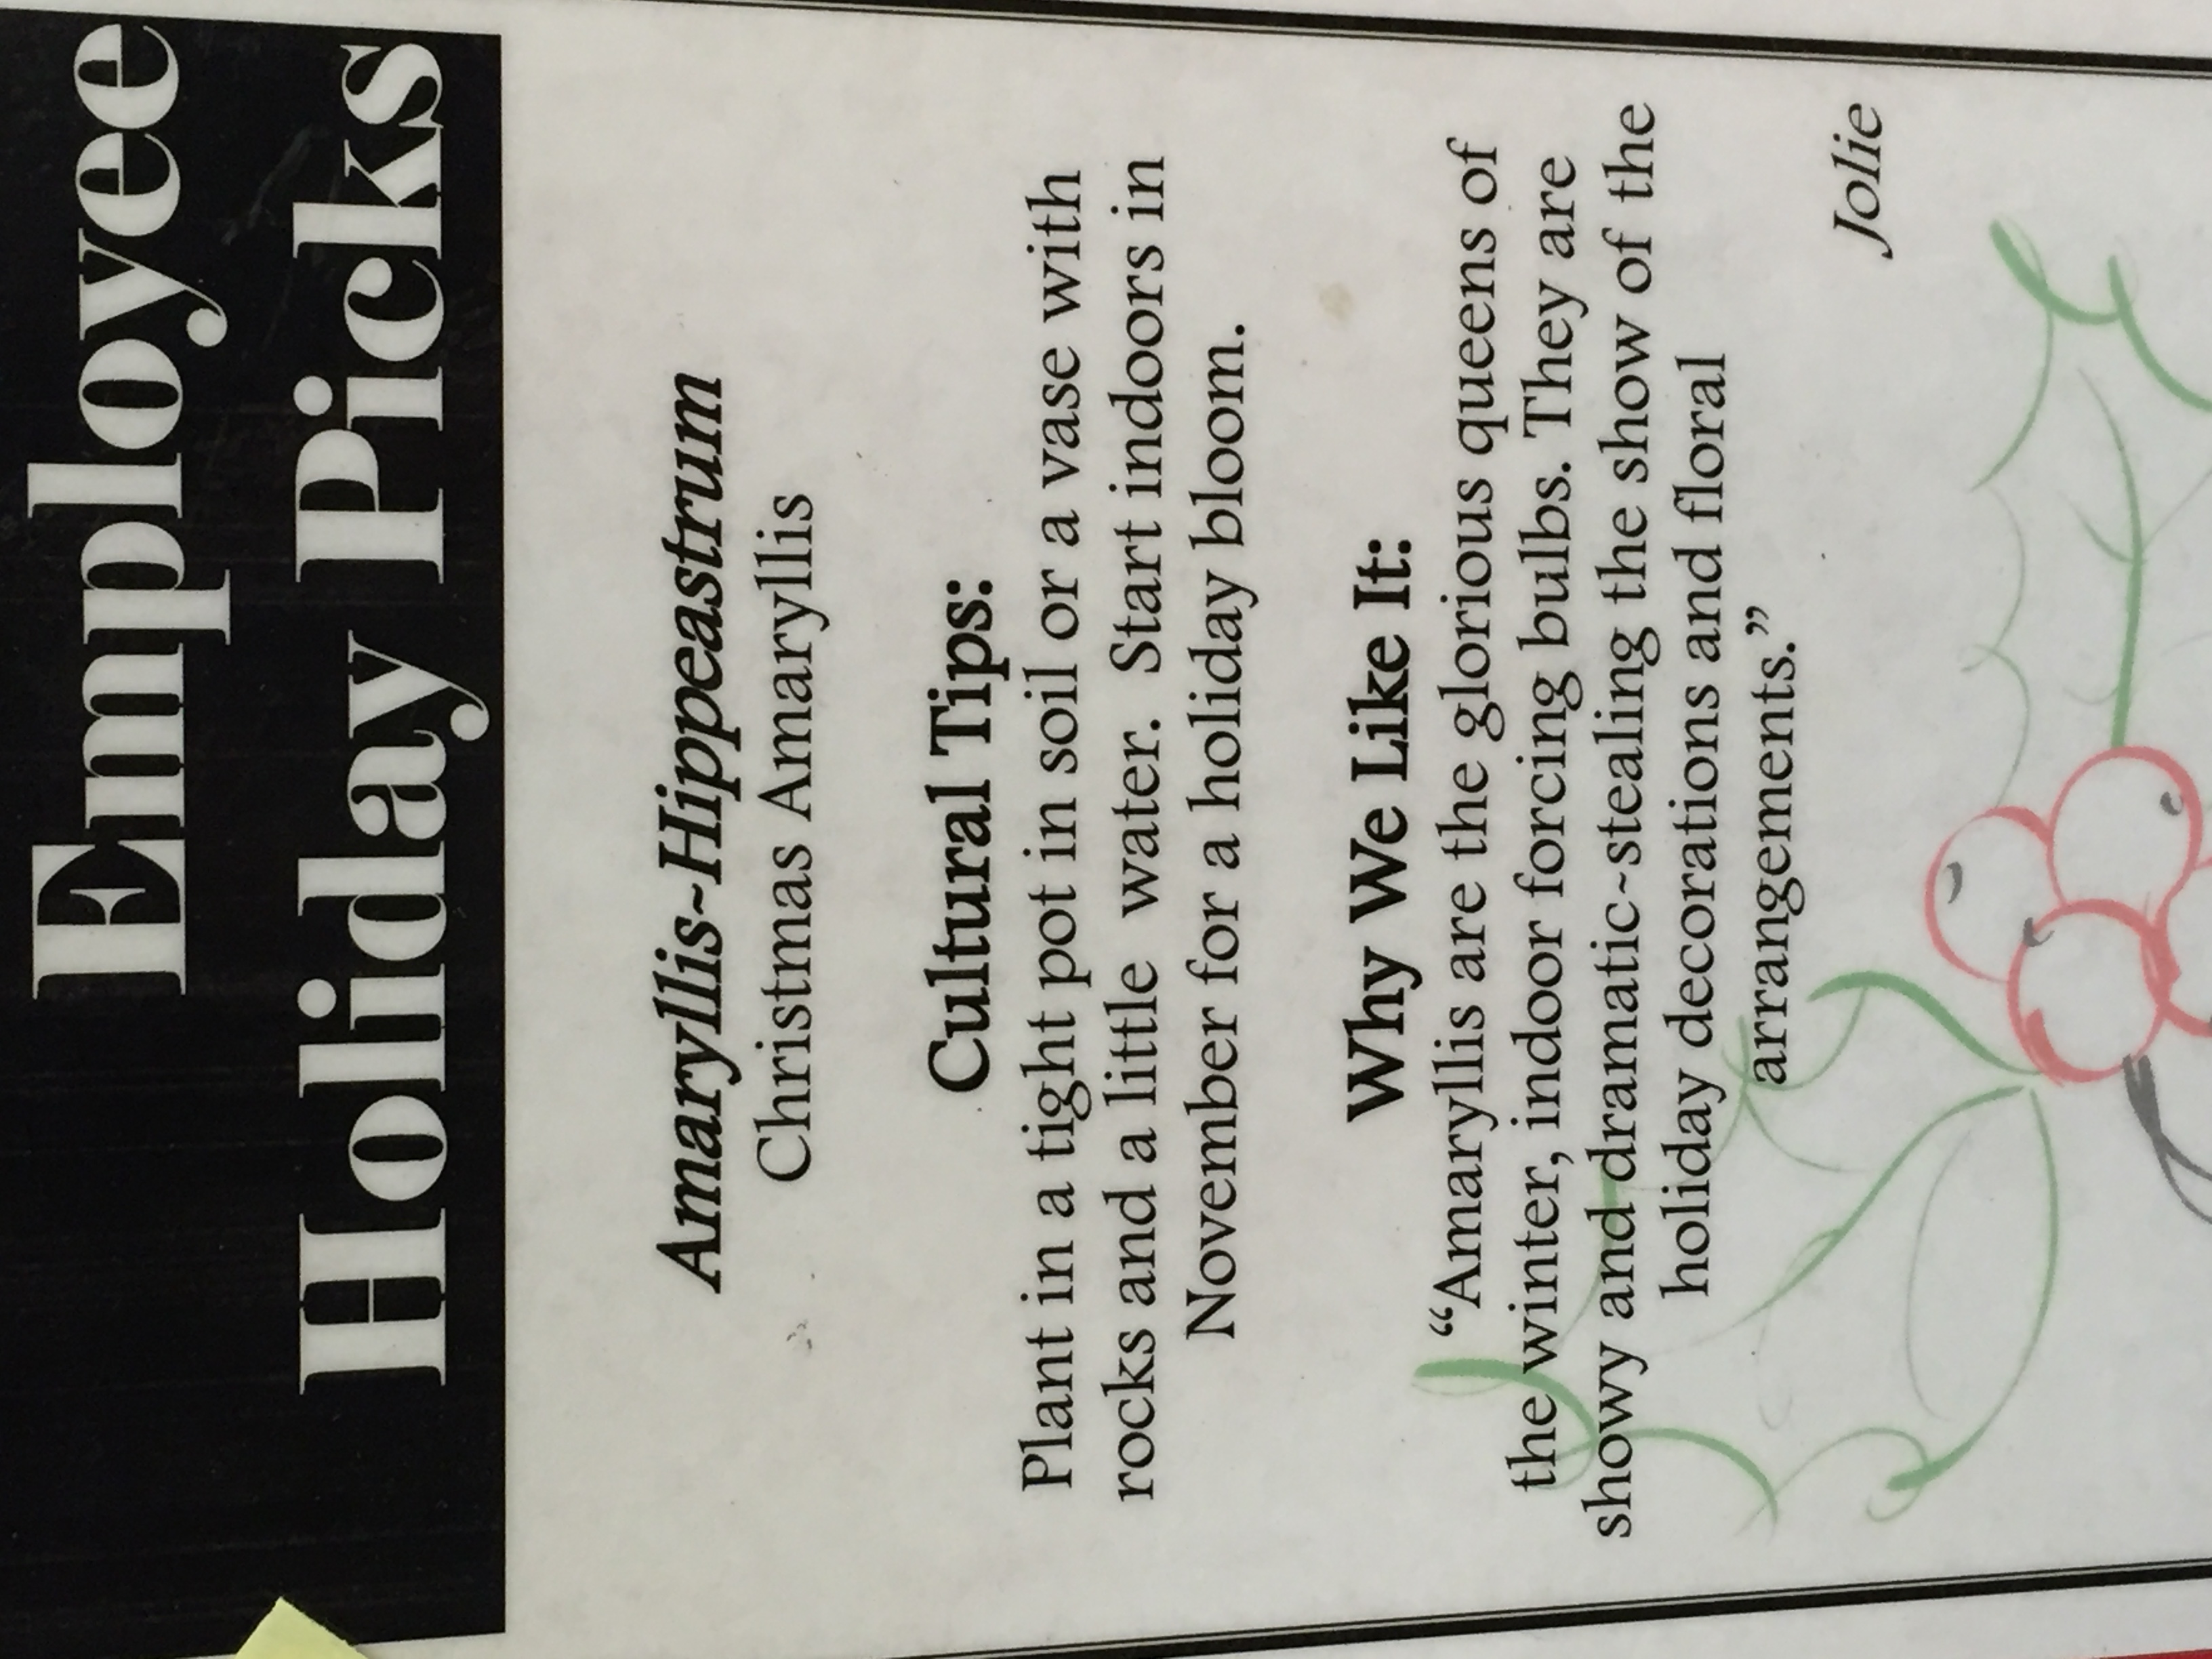 Employee
Holiday Picks
Amaryllis~Hippeastrum
Christmas Amaryllis
Cultural Tips:
Plant in a tight pot in soil or a vase with
rocks and a little  water.  Start indoors in
November for a holiday bloom.
Why We Like It:
“Amaryllis are the glorious queens of
the winter, indoor forcing bulbs. They are
showy and dramatic~stealing the show of the
holiday decorations and floral
arrangements.”
Jolie